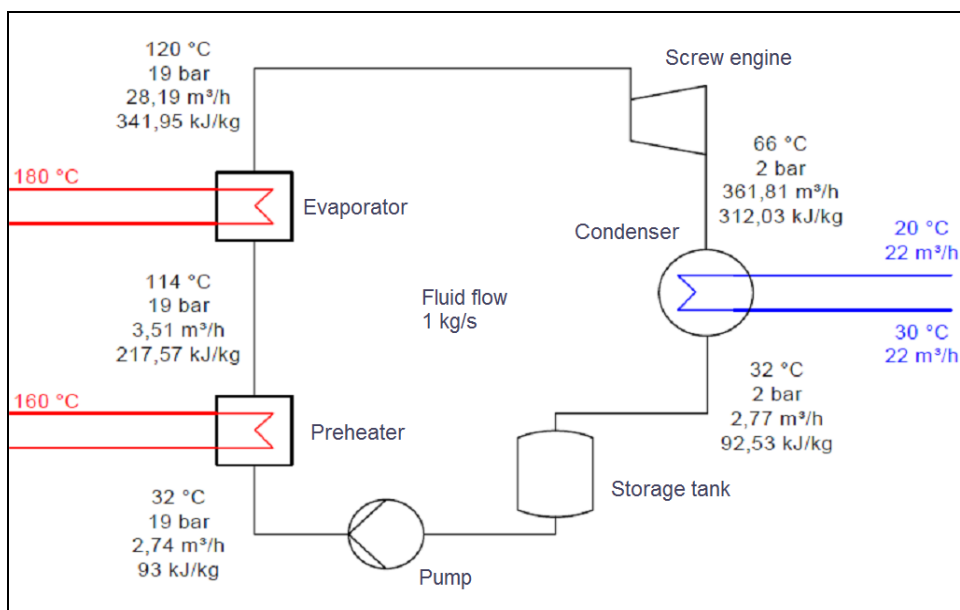 120 °C
19 bar
28,19 m³/h
341,95 kJ/kg
Screw engine
66 °C
2 bar
361,81 m³/h
312,03 kJ/kg
180 °C
Evaporator
Condenser
20 °C
22 m³/h
114 °C
19 bar
3,51 m³/h
217,57 kJ/kg
Fluid flow
1 kg/s
30 °C
22 m³/h
160 °C
Preheater
32 °C
2 bar
2,77 m³/h
92,53 kJ/kg
Storage tank
32 °C
19 bar
2,74 m³/h
93 kJ/kg
Pump